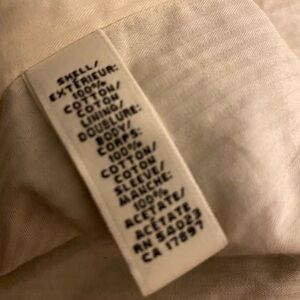 SHELL/
EXTÉRIEUR:
100%
COTTON/
COTON
LINING/
DOUBLURE:
BODY/
CORPS:
100%
COTTON/
COTON
SLEEVE/
MANCHE:
100%
ACETATE/
ACÉTATE
RN 54023
CA 17897